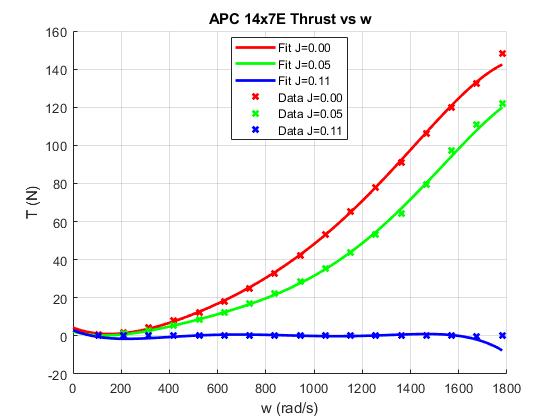 APC 14x7E Thrust vs w
160
140
120
100
80
60
40
20
0
-20
T (N)
Fit J=0.00
Fit J=0.05
Fit J=0.11
Data J=0.00
Data J=0.05
Data J=0.11
0 200 400 600 800 1000 1200 1400 1600 1800
w (rad/s)